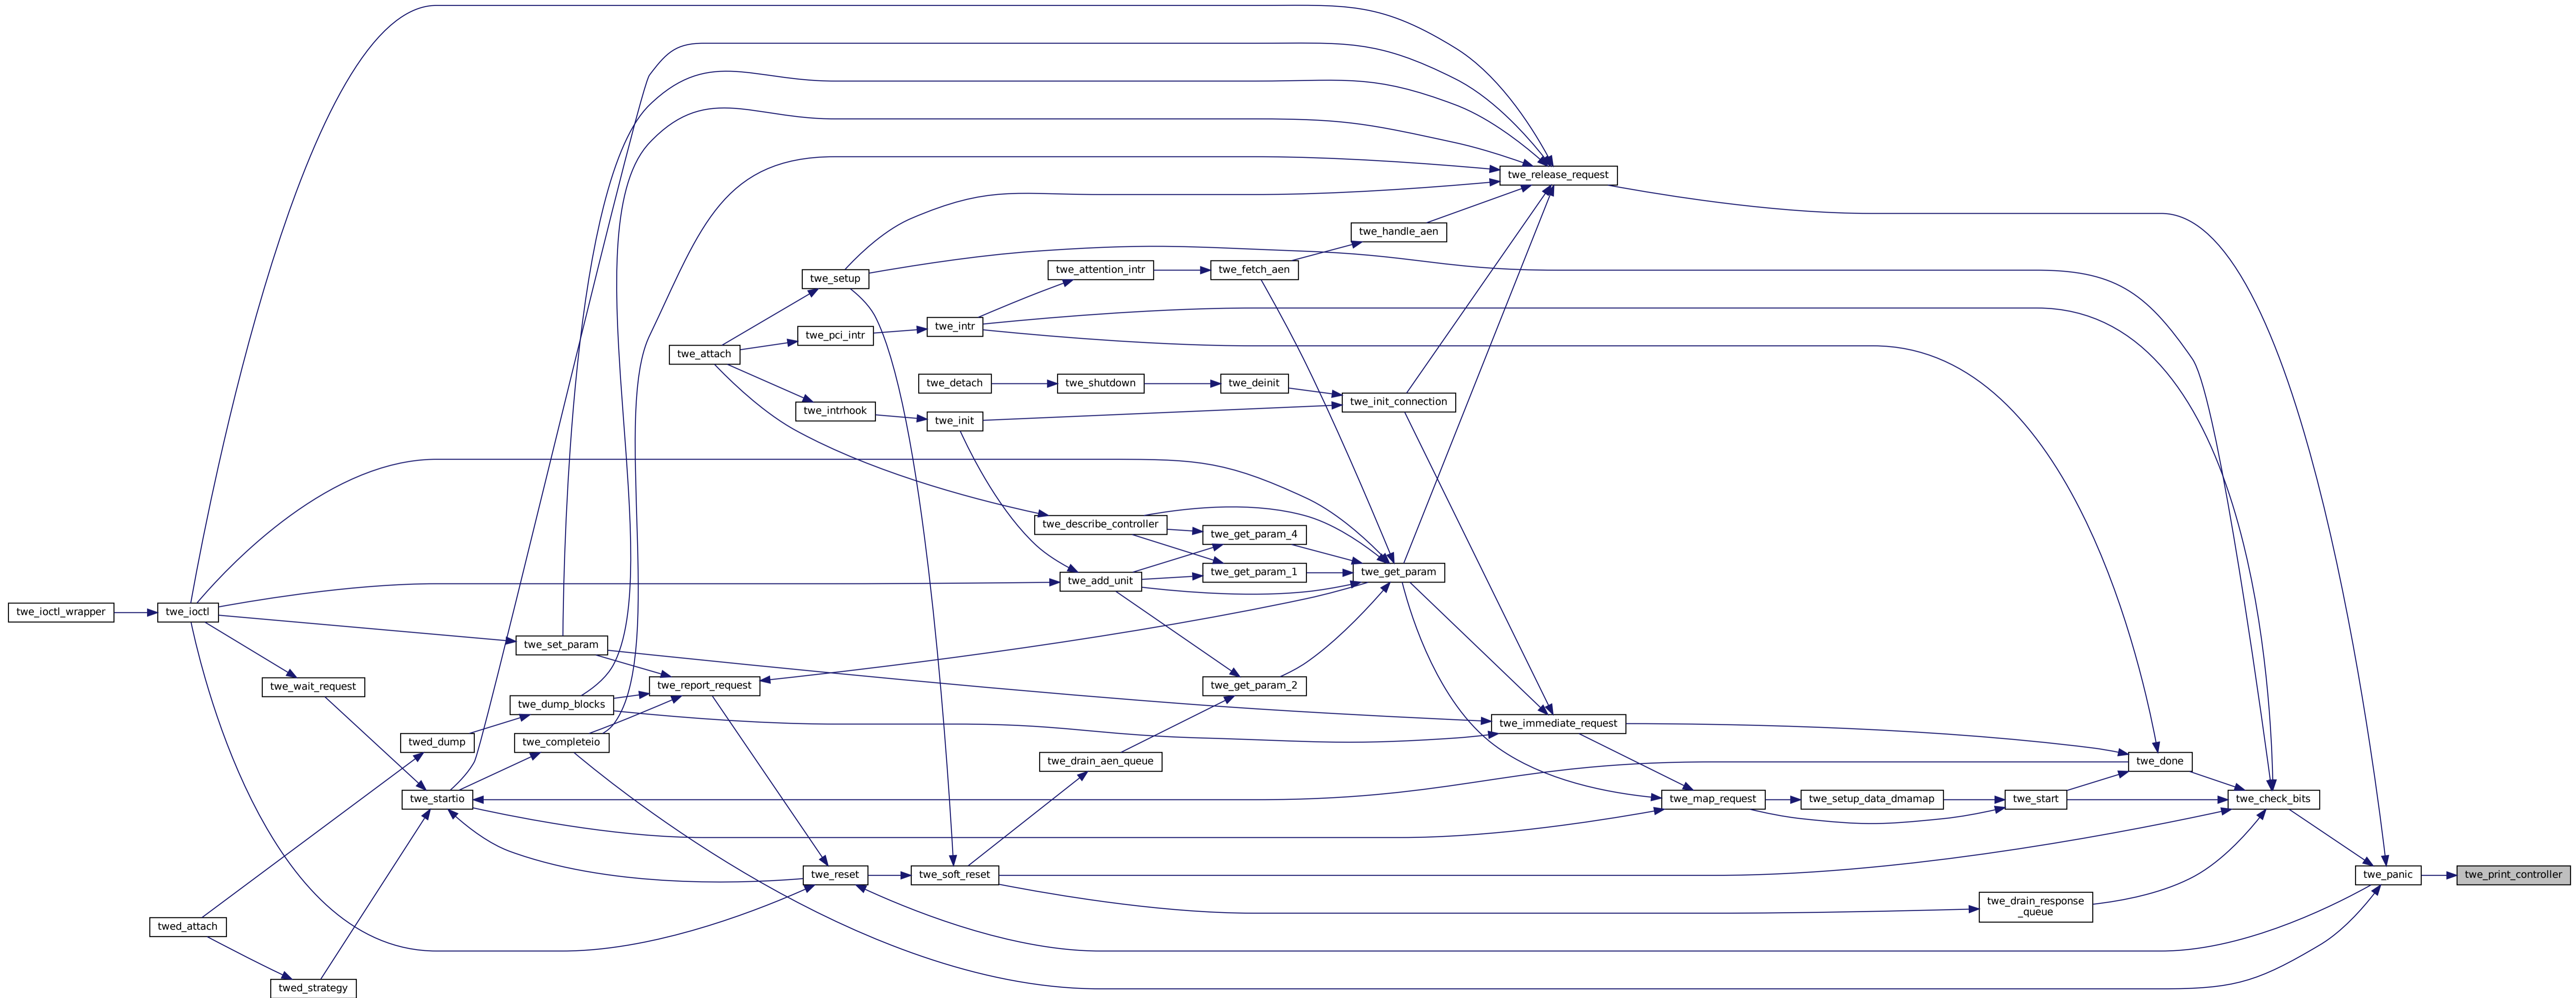 twe_release_request
twe_handle_aen
twe_attention_intr
twe_fetch_aen
twe_setup
twe_intr
twe_pci_intr
twe_attach
twe_detach
twe_shutdown
twe_deinit
twe_init_connection
twe_intrhook
twe_init
twe_describe_controller
twe_get_param_4
twe_get_param_1
twe_get_param
twe_add_unit
twe_ioctl_wrapper
twe_ioctl
twe_set_param
twe_wait_request
twe_report_request
twe_get_param_2
twe_dump_blocks
twe_immediate_request
twed_dump
twe_completeio
twe_drain_aen_queue
twe_done
twe_startio
twe_map_request
twe_setup_data_dmamap
twe_start
twe_check_bits
twe_reset
twe_soft_reset
twe_panic
twe_print_controller
twe_drain_response
_queue
twed_attach
twed_strategy